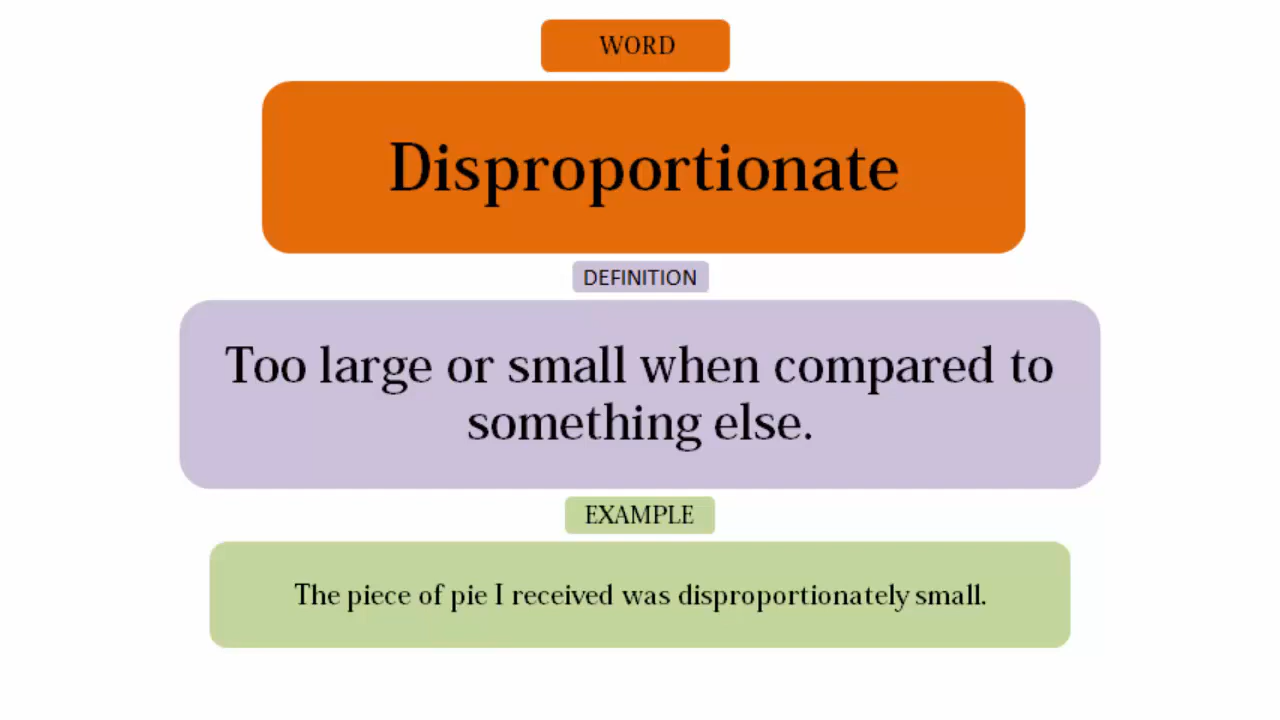 WORD
Disproportionate
DEFINITION
Too large or small when compared to
something else.
EXAMPLE
The piece of pie I received was disproportionately small.